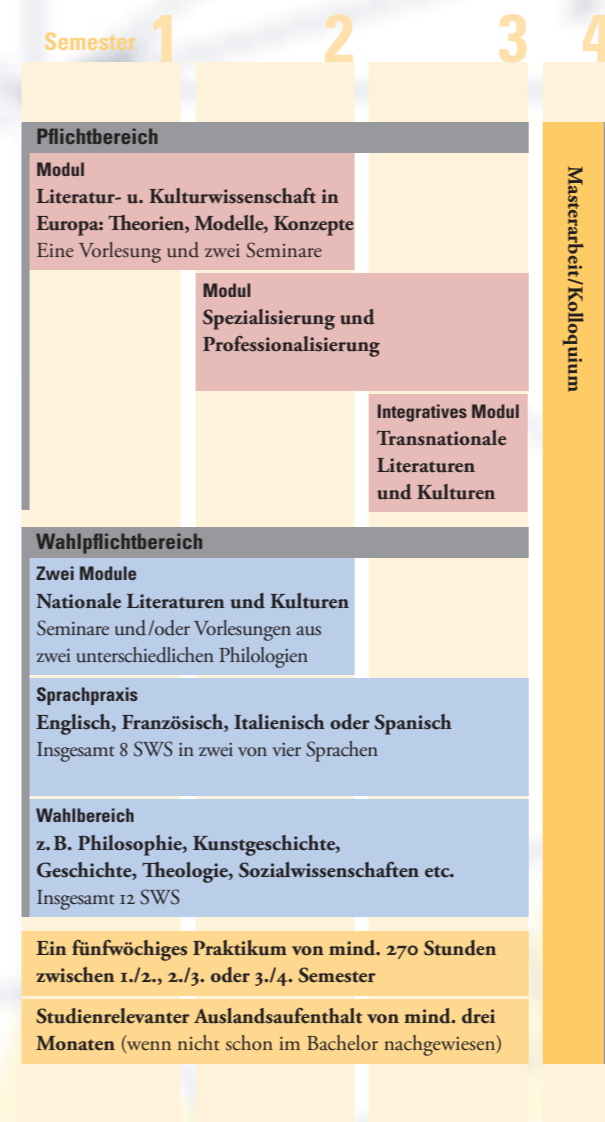 Semester 1 2 3 4
Pflichtbereich
Modul
Literatur- u. Kulturwissenschaft in
Europa: Theorien, Modelle, Konzepte
Eine Vorlesung und zwei Seminare
Modul
Spezialisierung und
Professionalisierung
Integratives Modul
Transnationale
Literaturen
und Kulturen
Wahlpflichtbereich
Zwei Module
Nationale Literaturen und Kulturen
Seminare und/oder Vorlesungen aus
zwei unterschiedlichen Philologien
Sprachpraxis
Englisch, Französisch, Italienisch oder Spanisch
Insgesamt 8 SWS in zwei von vier Sprachen
Wahlbereich
z. B. Philosophie, Kunstgeschichte,
Geschichte, Theologie, Sozialwissenschaften etc.
Insgesamt 12 SWS
Ein fünfwöchiges Praktikum von mind. 270 Stunden
zwischen 1./2., 2./3. oder 3./4. Semester
Studienrelevanter Auslandsaufenthalt von mind. drei
Monaten (wenn nicht schon im Bachelor nachgewiesen)
Masterarbeit/Kolloquium